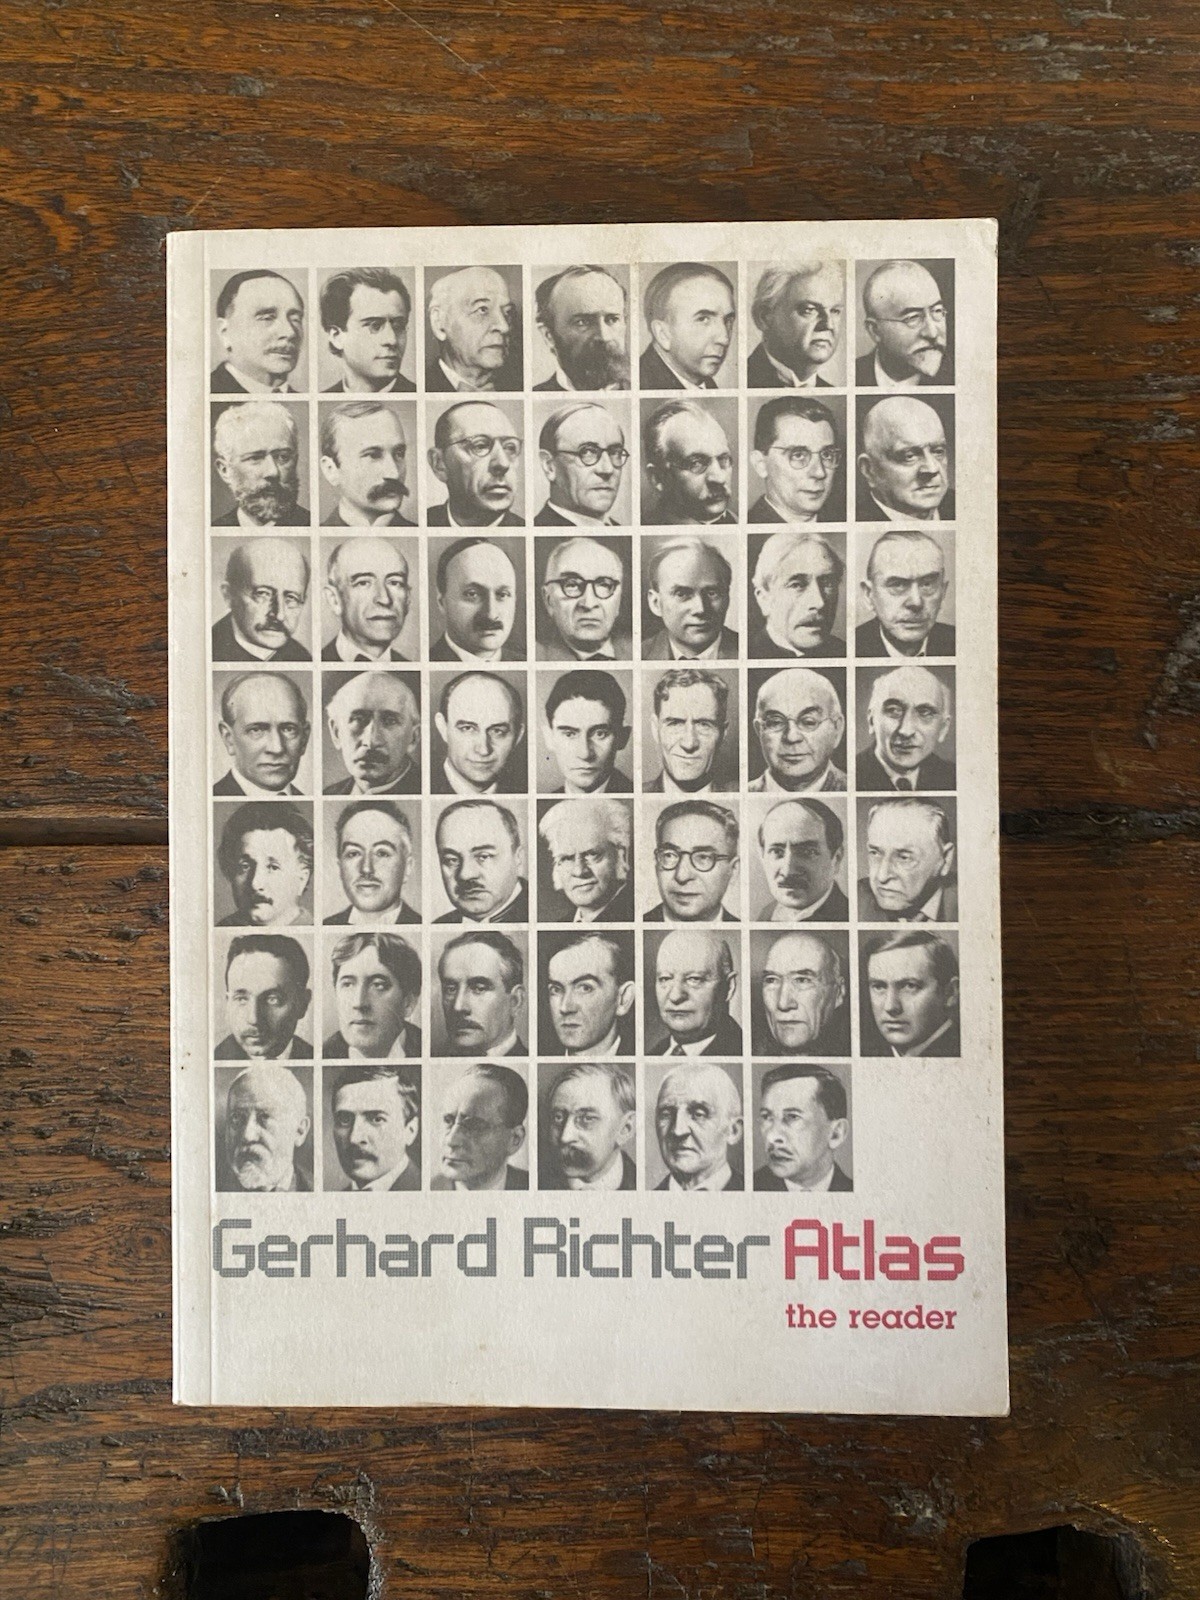 Gerhard Richter Atlas
the reader